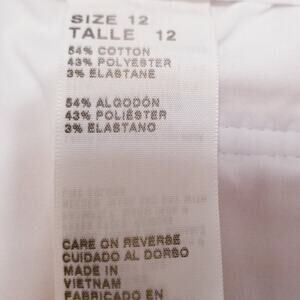 SIZE 12
TALLE 12
54% COTTON
43% POLYESTER
3% ELASTANE
54% ALGODÓN
43% POLIÉSTER
3% ELASTANO
CARE ON REVERSE
CUIDADO AL DORSO
MADE IN
VIETNAM
FABRICADO EN